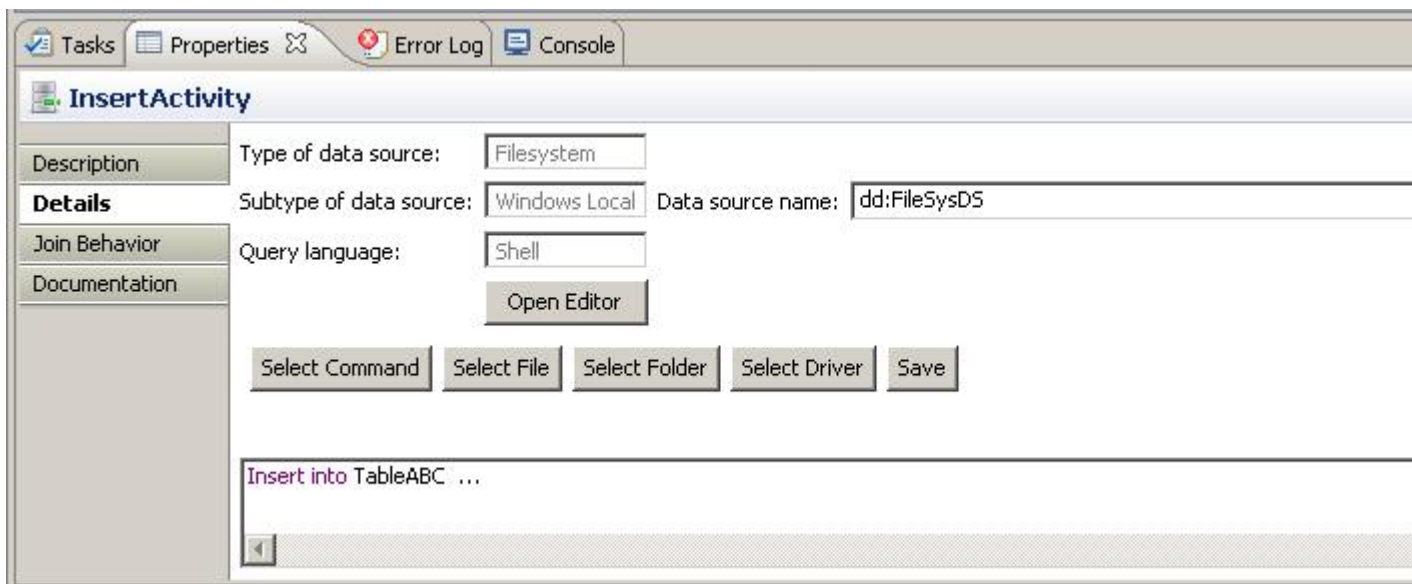 Tasks Properties Error Log Console
InsertActivity
Description
Details
Join Behavior
Documentation
Type of data source: Filesystem
Subtype of data source: Windows Local Data source name: dd:FileSysDS
Query language: Shell
Open Editor
Select Command Select File Select Folder Select Driver Save
Insert into TableABC ...